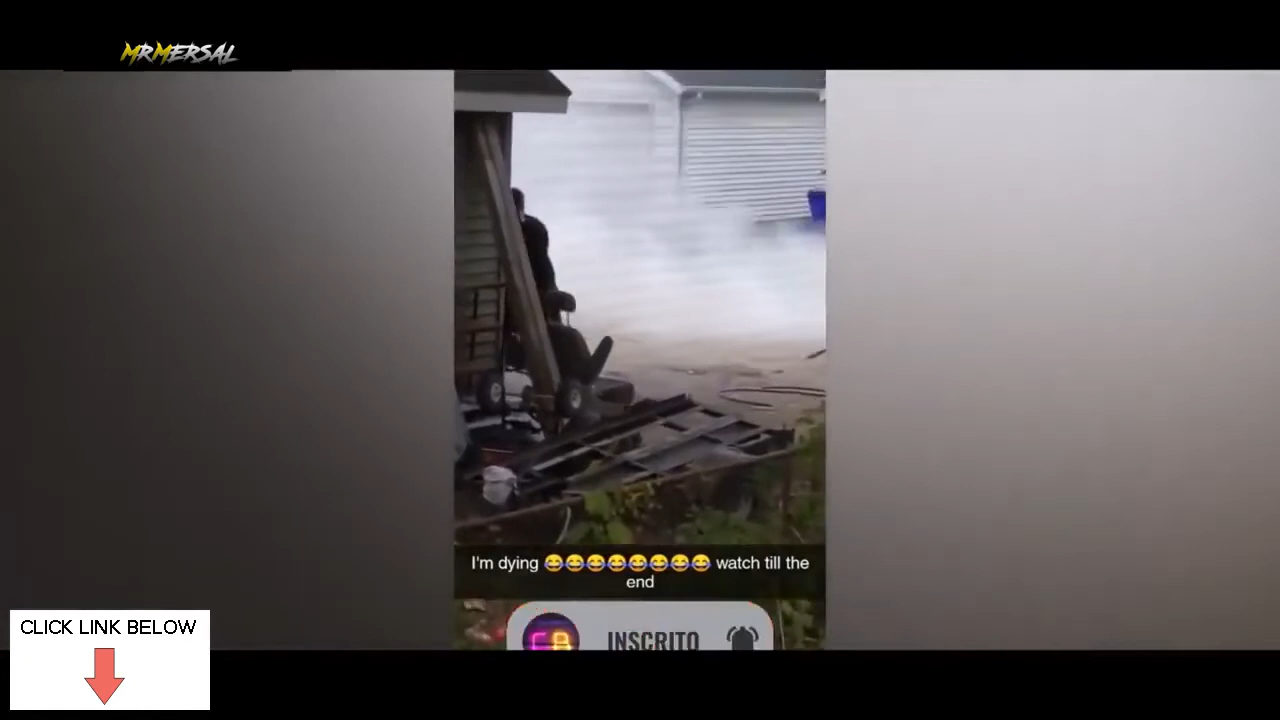 MRMERSAL
I'm dying 😂😂😂😂😂😂😂😂 watch till the
end
INSCRITO
CLICK LINK BELOW